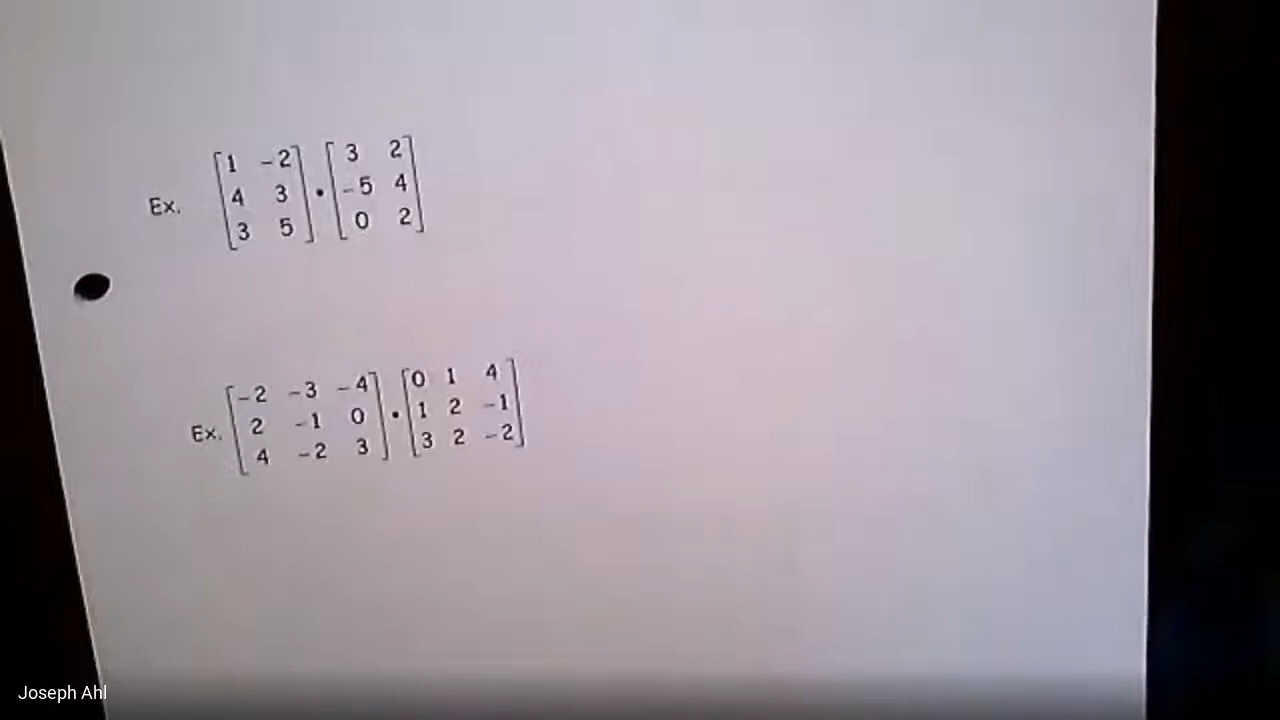 1 -2 3 2
4 3 • -5 4
Ex.
3 5 0 2
-2 -3 -4 0 1 4
2 -1 0 • 1 2 -1
Ex.
4 -2 3 3 2 -2
Joseph Ahl